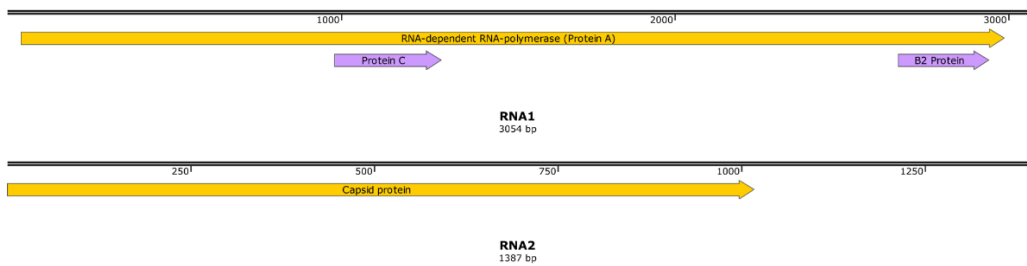 1000 2000 3000
RNA-dependent RNA-polymerase (Protein A)
Protein C B2 Protein
RNA1
3054 bp
250 500 750 1000 1250
Capsid protein
RNA2
1387 bp